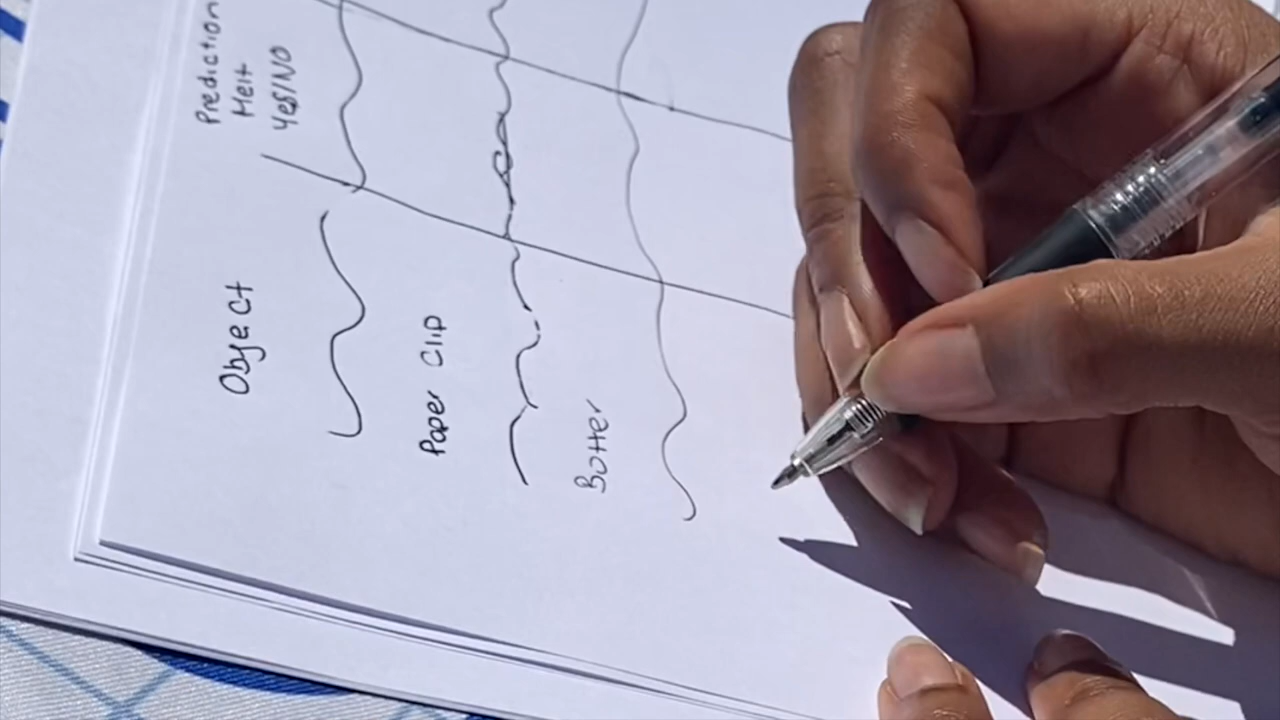 Object
Prediction
Melt
Yes/NO
Paper Clip
Butter